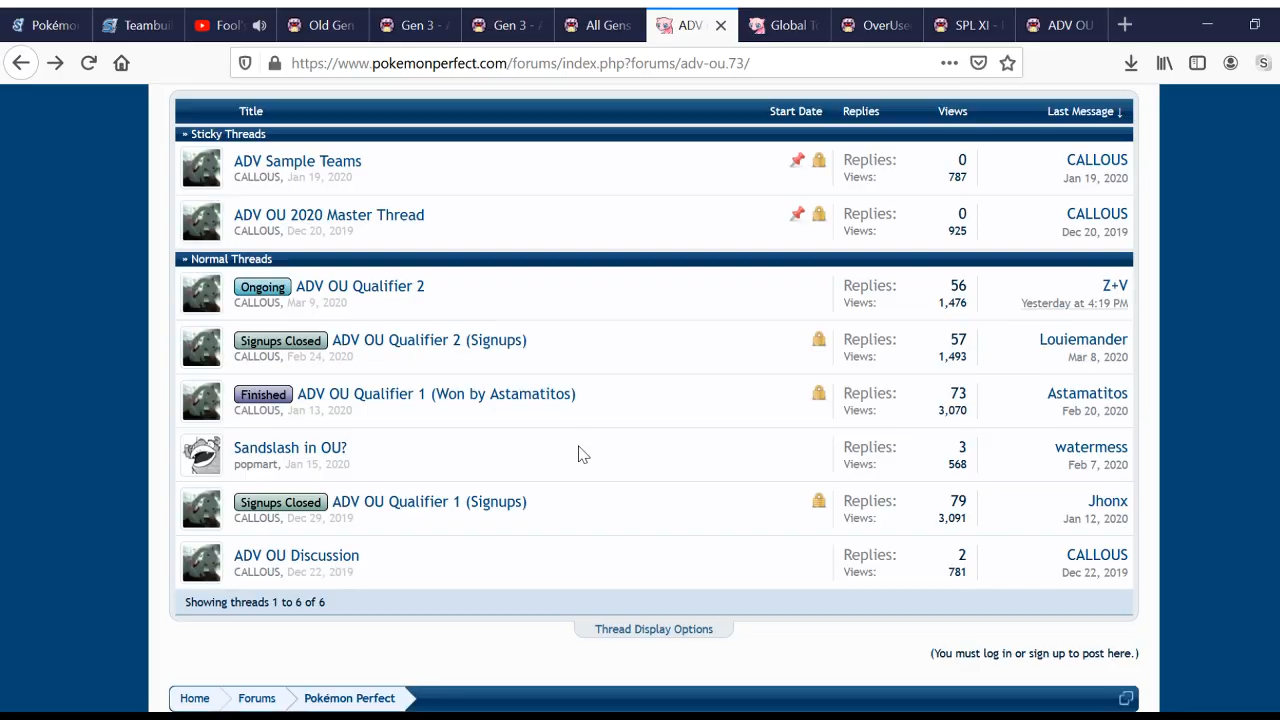 Pokémo
Teambui
Fool'
Old Gen
Gen 3 - A
Gen 3 - A
All Gens
ADV
Global T
OverUse
SPL XI -
ADV OU
https://www.pokemonperfect.com/forums/index.php?forums/adv-ou.73/
Title Start Date Replies Views Last Message ↓
» Sticky Threads
ADV Sample Teams Replies: 0 CALLOUS
CALLOUS, Jan 19, 2020 Views: 787 Jan 19, 2020
ADV OU 2020 Master Thread Replies: 0 CALLOUS
CALLOUS, Dec 20, 2019 Views: 925 Dec 20, 2019
» Normal Threads
Ongoing ADV OU Qualifier 2 Replies: 56 Z+V
CALLOUS, Mar 9, 2020 Views: 1,476 Yesterday at 4:19 PM
Signups Closed ADV OU Qualifier 2 (Signups) Replies: 57 Louiemander
CALLOUS, Feb 24, 2020 Views: 1,493 Mar 8, 2020
Finished ADV OU Qualifier 1 (Won by Astamatitos) Replies: 73 Astamatitos
CALLOUS, Jan 13, 2020 Views: 3,070 Feb 20, 2020
Sandslash in OU? Replies: 3 watermess
popmart, Jan 15, 2020 Views: 568 Feb 7, 2020
Signups Closed ADV OU Qualifier 1 (Signups) Replies: 79 Jhonx
CALLOUS, Dec 29, 2019 Views: 3,091 Jan 12, 2020
ADV OU Discussion Replies: 2 CALLOUS
CALLOUS, Dec 22, 2019 Views: 781 Dec 22, 2019
Showing threads 1 to 6 of 6
Thread Display Options
(You must log in or sign up to post here.)
Home Forums Pokémon Perfect